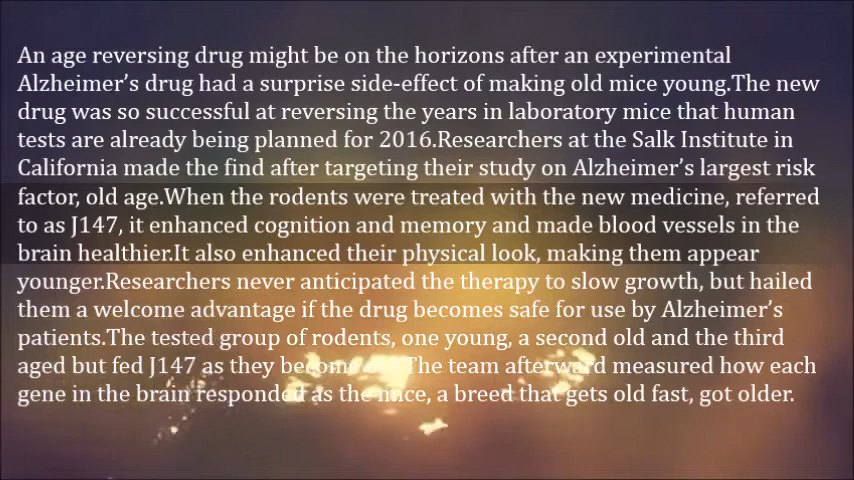 An age reversing drug might be on the horizons after an experimental
Alzheimer’s drug had a surprise side-effect of making old mice young.The new
drug was so successful at reversing the years in laboratory mice that human
tests are already being planned for 2016.Researchers at the Salk Institute in
California made the find after targeting their study on Alzheimer’s largest risk
factor, old age.When the rodents were treated with the new medicine, referred
to as J147, it enhanced cognition and memory and made blood vessels in the
brain healthier.It also enhanced their physical look, making them appear
younger.Researchers never anticipated the therapy to slow growth, but hailed
them a welcome advantage if the drug becomes safe for use by Alzheimer’s
patients.The tested group of rodents, one young, a second old and the third
aged but fed J147 as they The team afterward measured how each
gene in the brain responded as the mice, a breed that gets old fast, got older.